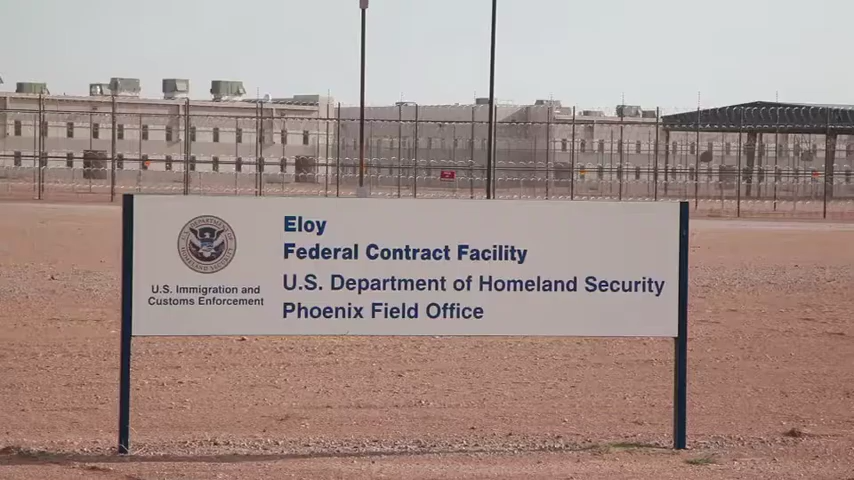 Eloy
Federal Contract Facility
U.S. Department of Homeland Security
Phoenix Field Office
U.S. Immigration and
Customs Enforcement